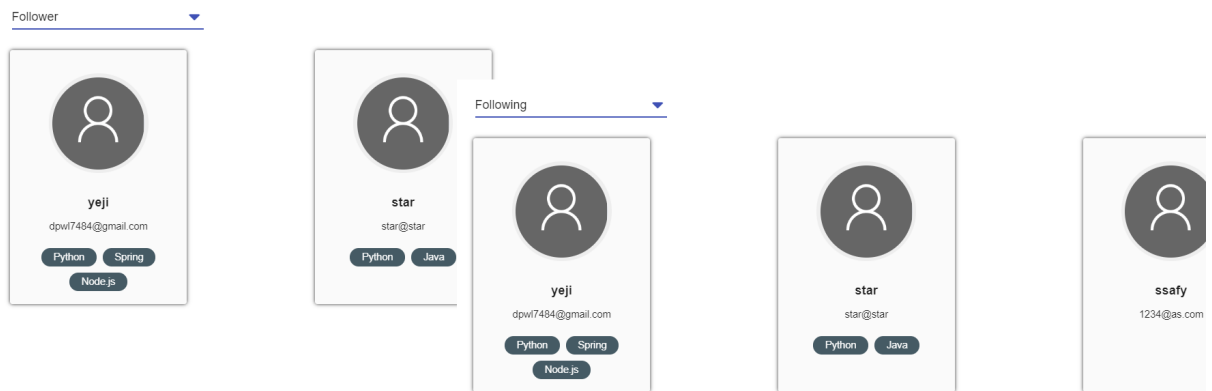 Follower
yeji
dpwl7484@gmail.com
Python Spring
Node.js
star
star@star
Python Java
Following
yeji
dpwl7484@gmail.com
Python Spring
Node.js
star
star@star
Python Java
ssafy
1234@as.com